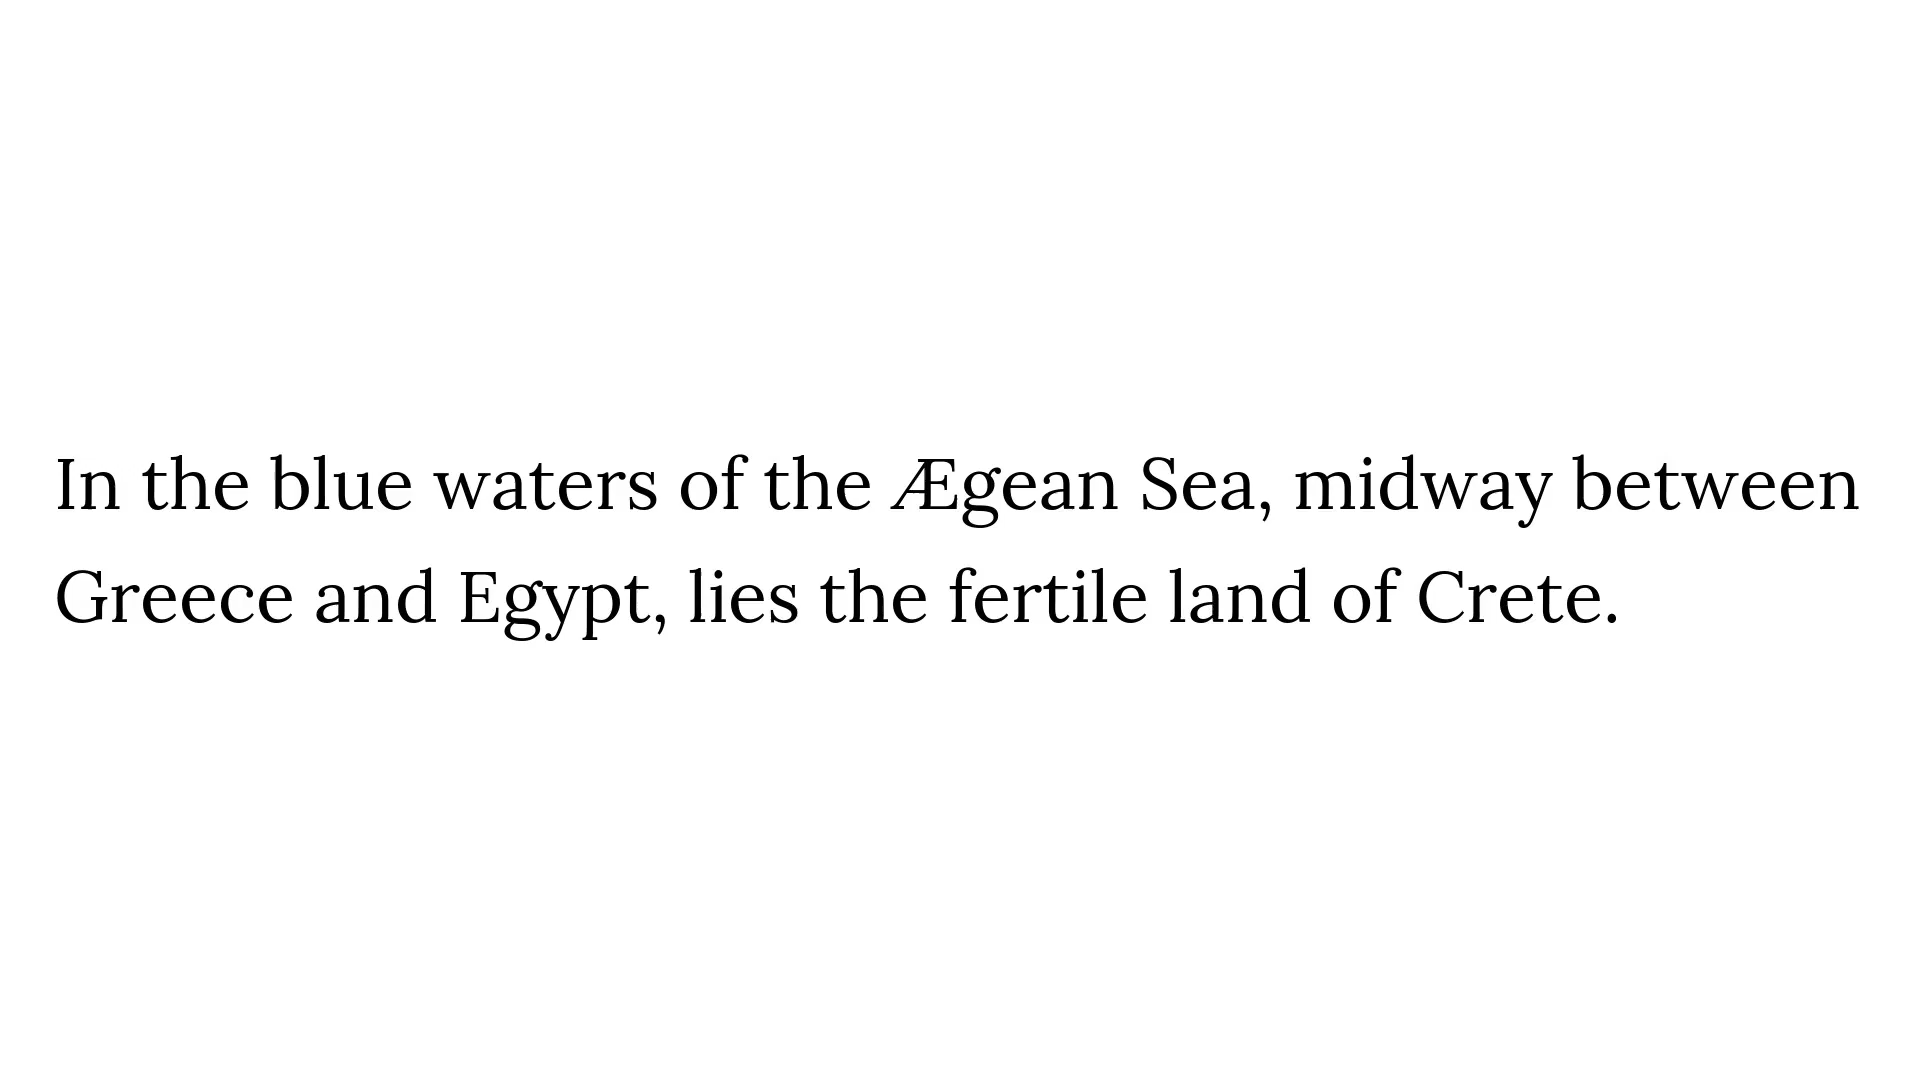 In the blue waters of the Ægean Sea, midway between
Greece and Egypt, lies the fertile land of Crete.